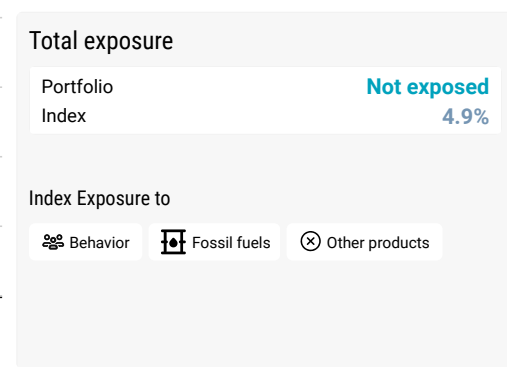 Total exposure
Portfolio Not exposed
Index 4.9%
Index Exposure to
Behavior Fossil fuels Other products